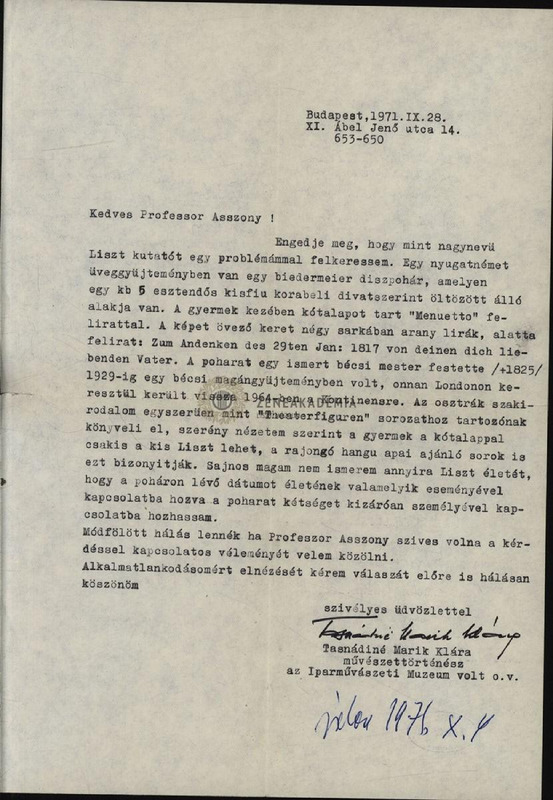 Budapest,1971.IX.28.
XI. Ábel Jenő utca 14.
653-650
Kedves Professor Asszony !
Engedje meg, hogy mint nagynevü
Liszt kutatót egy problémámmal felkeressem. Egy nyugatnémet
üveggyüjteményben van egy biedermeier diszpohár, amelyen
egy kb 5 esztendős kisfiu korabeli divatszerint öltözött álló
alakja van. A gyermek kezében kótalapot tart "Menuetto" fe-
lirattal. A képet övező keret négy sarkában arany lirák, alatta
felirat: Zum Andenken des 29ten Jan: 1817 von deinen dich lie-
benden Vater. A poharat egy ismert bécsi mester festette /+1825/
1929-ig egy bécsi magángyüjteményben volt, onnan Londonon ke-
resztül került vissza 1964-ben a Kontinensre. Az osztrák szaki-
rodalom egyszerüen mint "Theaterfiguren" sorozathoz tartozónak
könyveli el, szerény nézetem szerint a gyermek a kótalappal
csakis a kis Liszt lehet, a rajongó hangu apai ajánló sorok is
ezt bizonyitják. Sajnos magam nem ismerem annyira Liszt életét,
hogy a poháron lévő dátumot életének valamelyik eseményével
kapcsolatba hozva a poharat kétséget kizáróan személyével kap-
csolatba hozhassam.
Módfölött hálás lennék ha Professor Asszony szives volna a kér-
déssel kapcsolatos véleményét velem közölni.
Alkalmatlankodásomért elnézését kérem válaszát előre is hálásan
köszönöm
szivélyes üdvözlettel
Tasnádiné Marik Klára
Tasnádiné Marik Klára
művészettörténész
az Iparművészeti Muzeum volt o.v.
1976 X. 4
ZENEAKADÉMIA